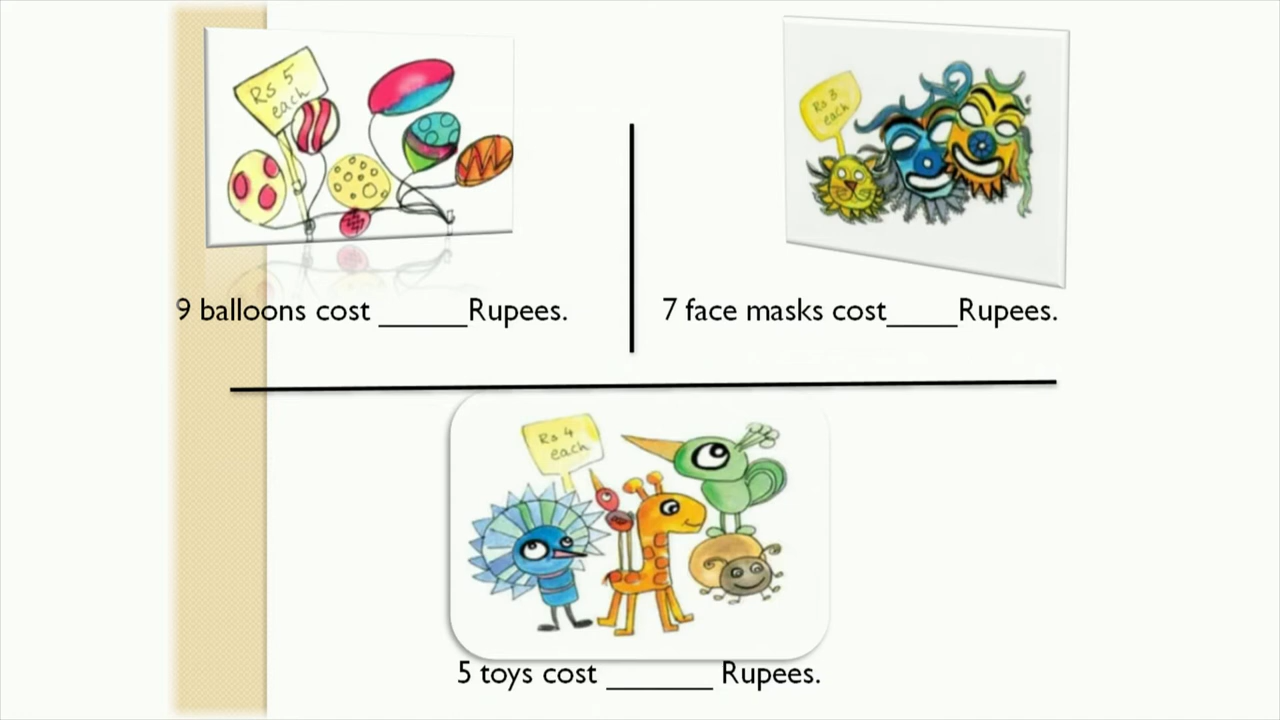 Rs 5
each
Rs 3
each
9 balloons cost ______Rupees.
7 face masks cost_____Rupees.
Rs 4
each
5 toys cost _______ Rupees.